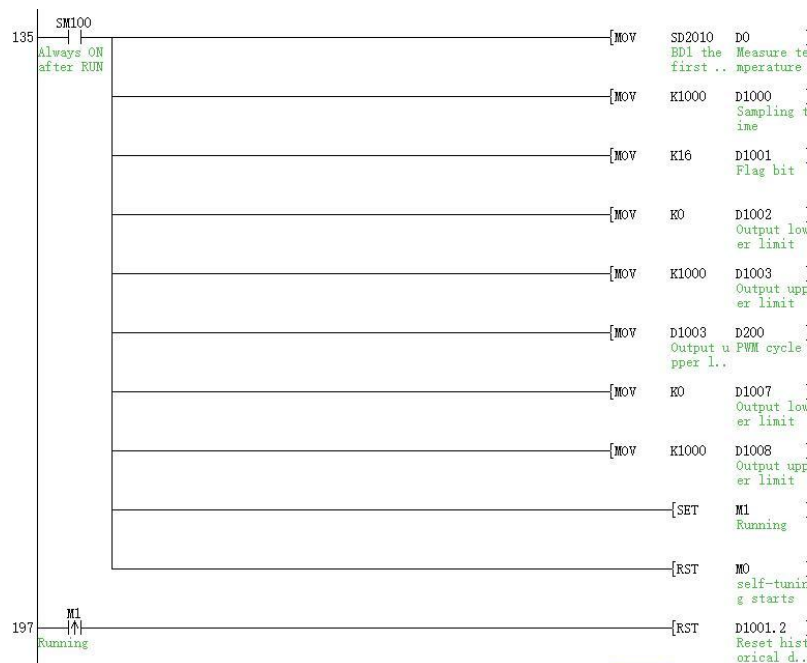 SM100
135 [MOV SD2010 D0
Always ON BD1 the Measure te
after RUN first .. mperature
[MOV K1000 D1000
Sampling t
ime
[MOV K16 D1001
Flag bit
[MOV K0 D1002
Output low
er limit
[MOV K1000 D1003
Output upp
er limit
[MOV D1003 D200
Output u PWM cycle
pper l..
[MOV K0 D1007
Output low
er limit
[MOV K1000 D1008
Output upp
er limit
[SET M1
Running
[RST M0
self-tunin
g starts
M1
197 [RST D1001.2
Running Reset hist
orical d..